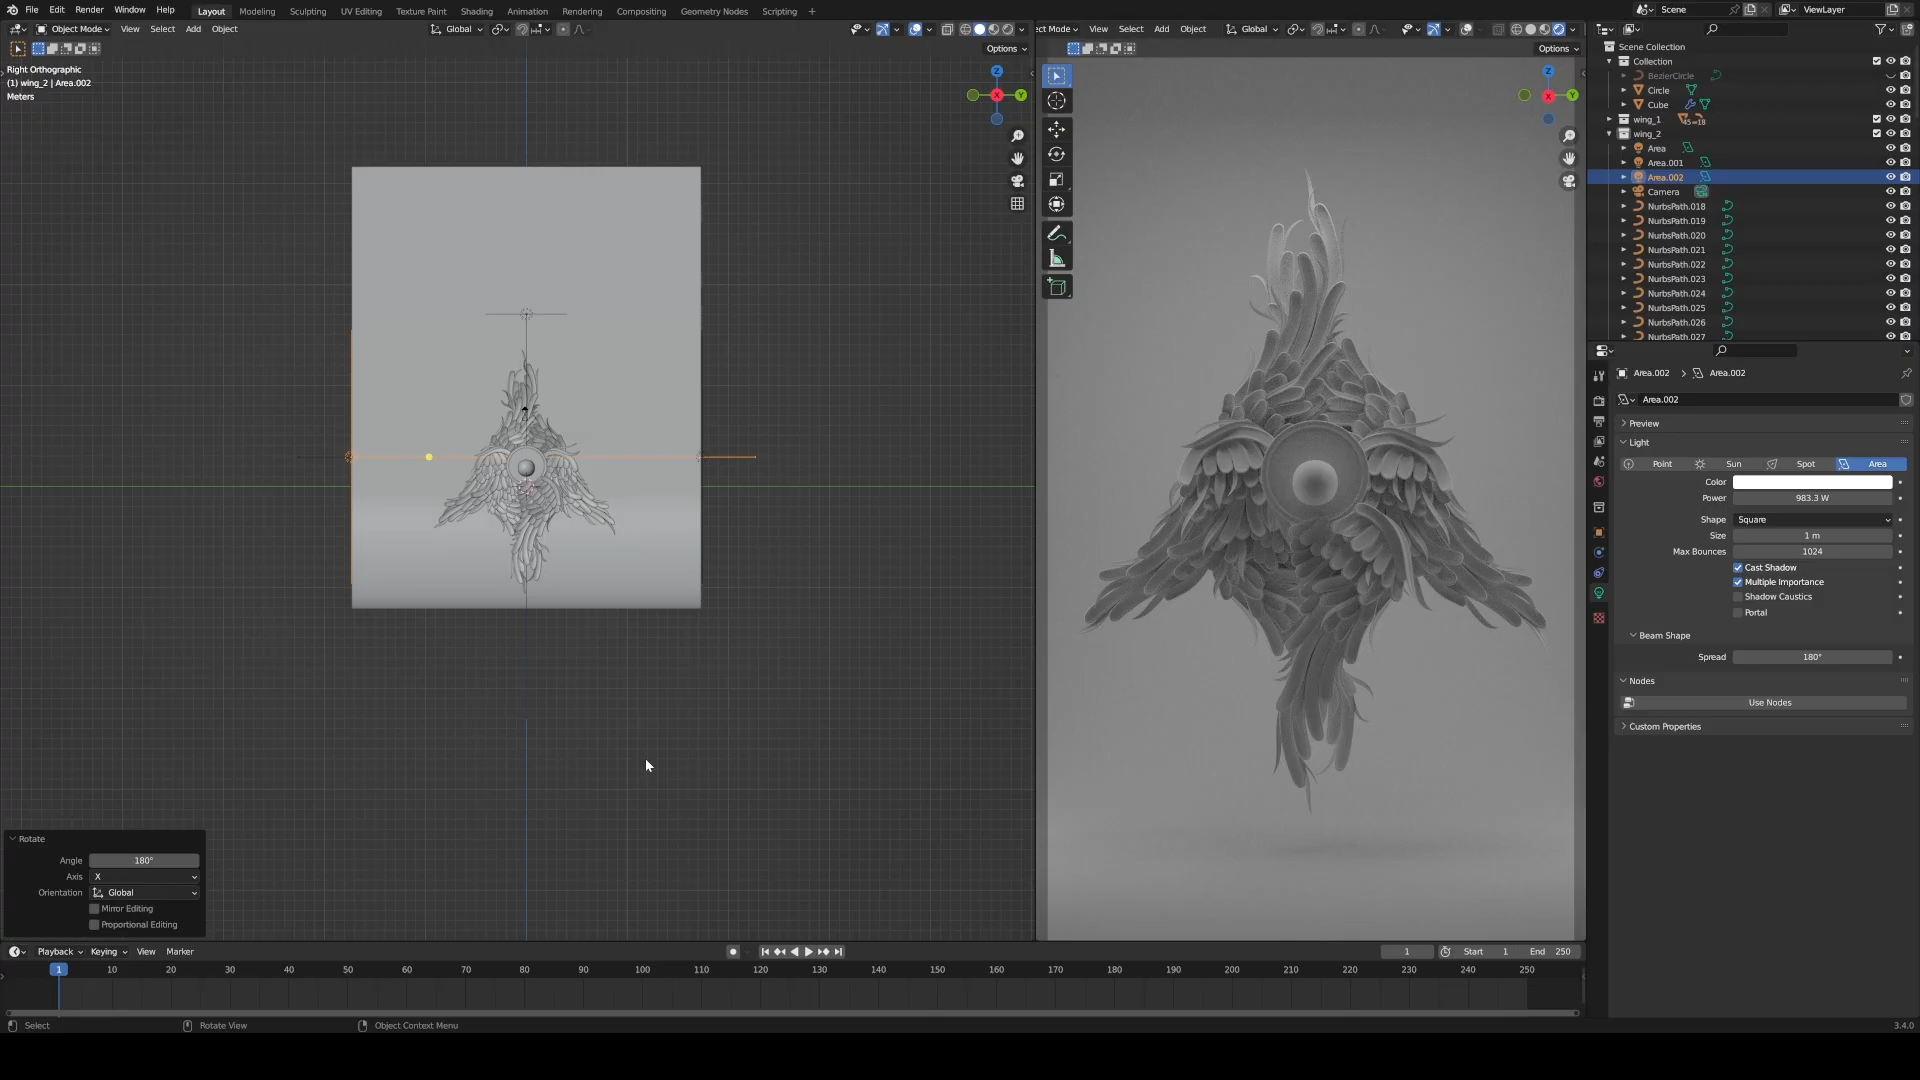 File Edit Render Window Help Layout Modeling Sculpting UV Editing Texture Paint Shading Animation Rendering Compositing Geometry Nodes Scripting + Scene ViewLayer
Object Mode View Select Add Object Global
Options
Right Orthographic
(1) wing_2 | Area.002
Meters
Z
X
Y
ect Mode View Select Add Object Global
Options
Z
X
Y
Scene Collection
Collection
BezierCircle
Circle
Cube
wing_1
wing_2
Area
Area.001
Area.002
Camera
NurbsPath.018
NurbsPath.019
NurbsPath.020
NurbsPath.021
NurbsPath.022
NurbsPath.023
NurbsPath.024
NurbsPath.025
NurbsPath.026
NurbsPath.027
Area.002 > Area.002
Area.002
Preview
Light
Point Sun Spot Area
Color
Power 983.3 W
Shape Square
Size 1 m
Max Bounces 1024
Cast Shadow
Multiple Importance
Shadow Caustics
Portal
Beam Shape
Spread 180°
Nodes
Use Nodes
Custom Properties
Rotate
Angle 180°
Axis X
Orientation Global
Mirror Editing
Proportional Editing
Playback Keying View Marker 1 Start 1 End 250
1 10 20 30 40 50 60 70 80 90 100 110 120 130 140 150 160 170 180 190 200 210 220 230 240 250
Select Rotate View Object Context Menu 3.4.0